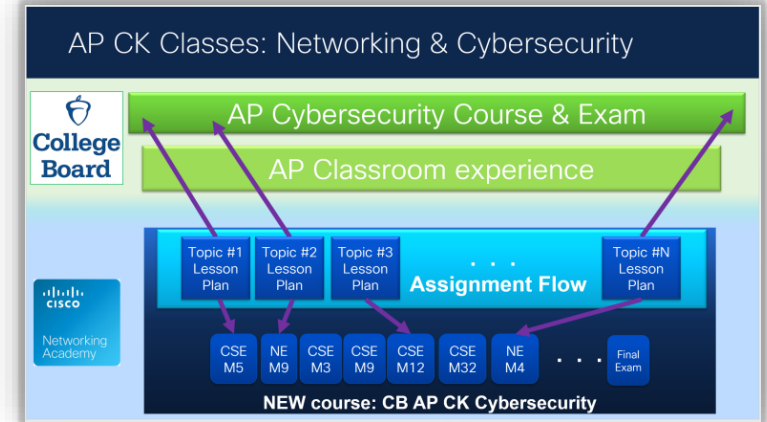 AP CK Classes: Networking & Cybersecurity
College
Board
AP Cybersecurity Course & Exam
AP Classroom experience
Topic #1
Lesson
Plan
Topic #2
Lesson
Plan
Topic #3
Lesson
Plan
. . .
Assignment Flow
Topic #N
Lesson
Plan
CISCO
Networking
Academy
CSE
M5
NE
M9
CSE
M3
CSE
M9
CSE
M12
CSE
M32
NE
M4
. . .
Final
Exam
NEW course: CB AP CK Cybersecurity